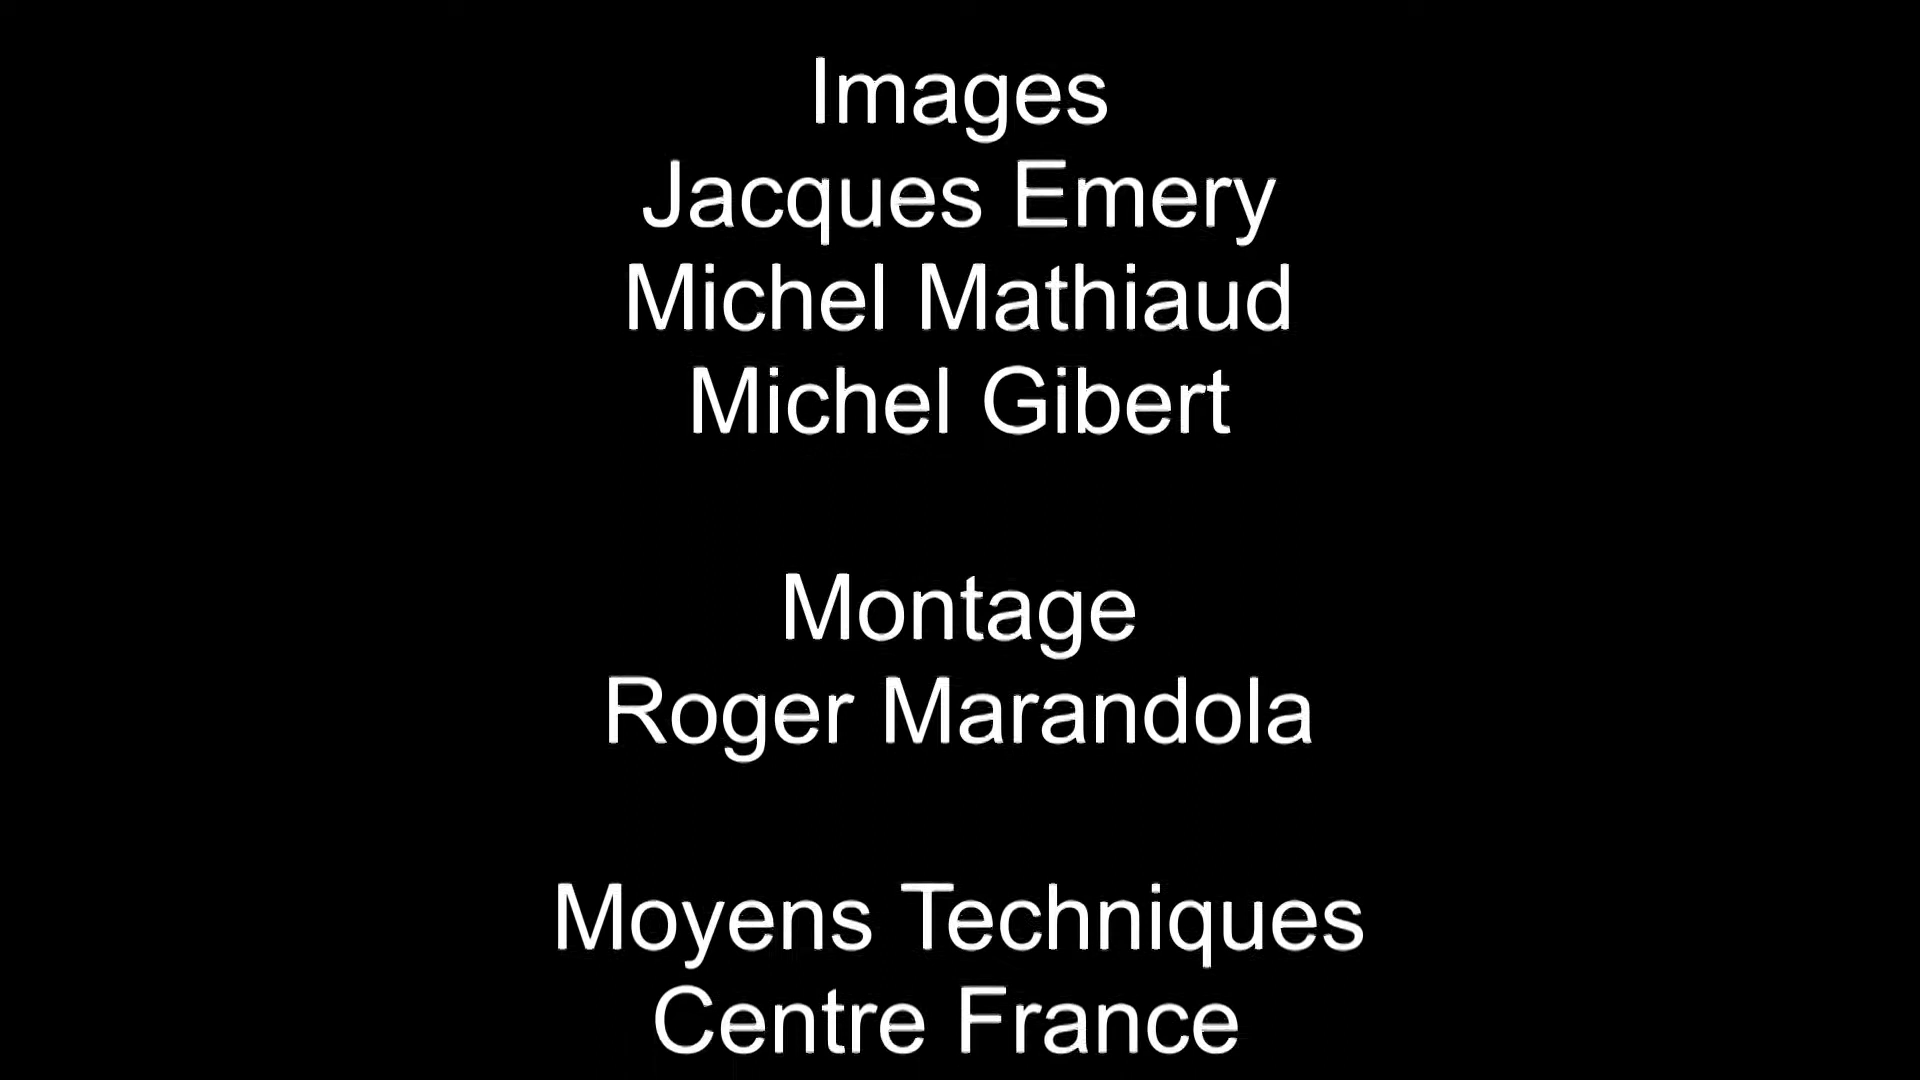 Images
Jacques Emery
Michel Mathiaud
Michel Gibert
Montage
Roger Marandola
Moyens Techniques
Centre France